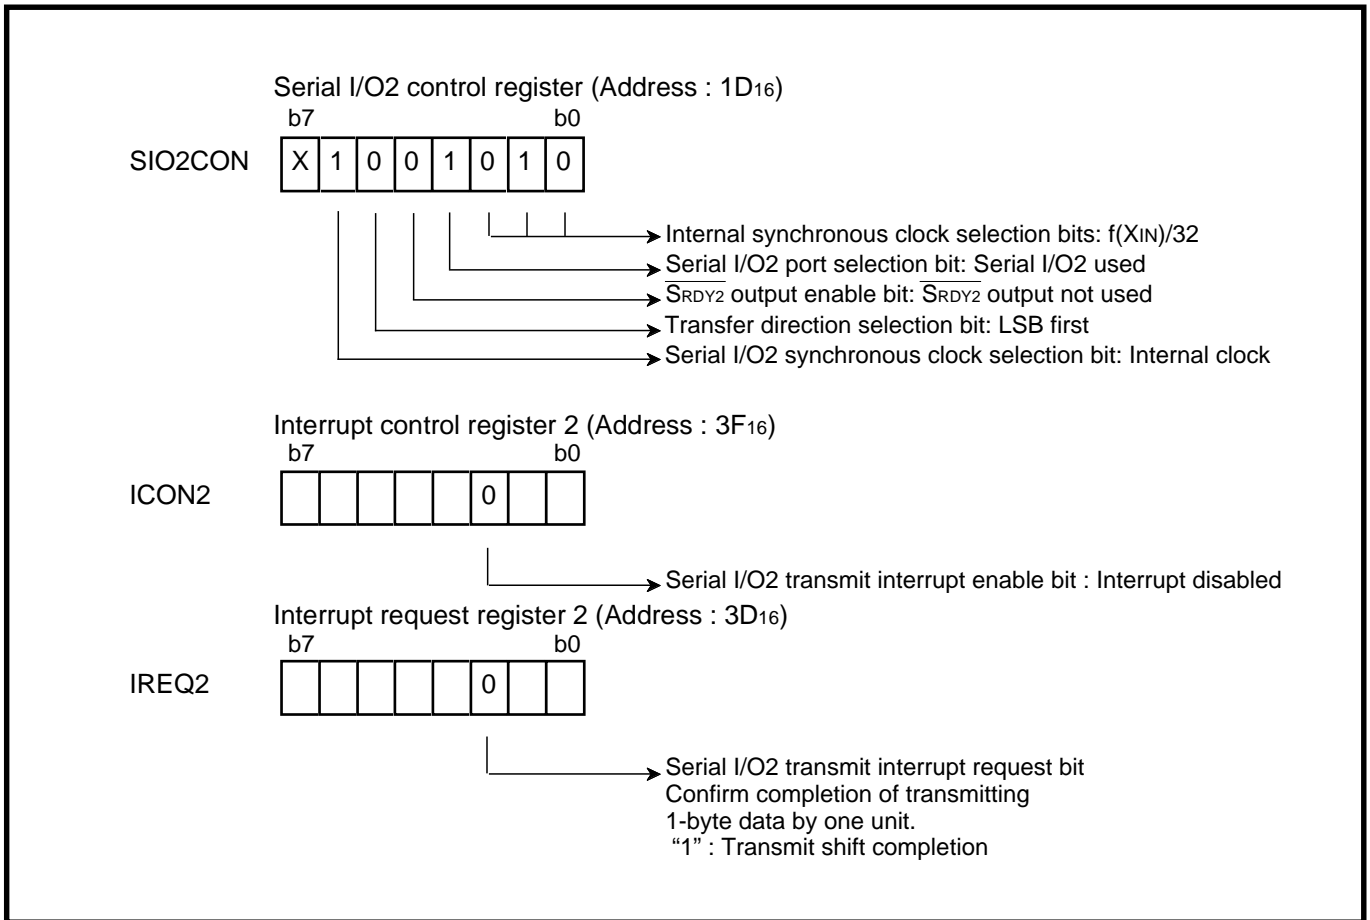 Serial I/O2 control register (Address : 1D16)
b7 b0
SIO2CON X 1 0 0 1 0 1 0
Internal synchronous clock selection bits: f(XIN)/32
Serial I/O2 port selection bit: Serial I/O2 used
SRDY2 output enable bit: SRDY2 output not used
Transfer direction selection bit: LSB first
Serial I/O2 synchronous clock selection bit: Internal clock
Interrupt control register 2 (Address : 3F16)
b7 b0
ICON2 0
Serial I/O2 transmit interrupt enable bit : Interrupt disabled
Interrupt request register 2 (Address : 3D16)
b7 b0
IREQ2 0
Serial I/O2 transmit interrupt request bit
Confirm completion of transmitting
1-byte data by one unit.
“1” : Transmit shift completion